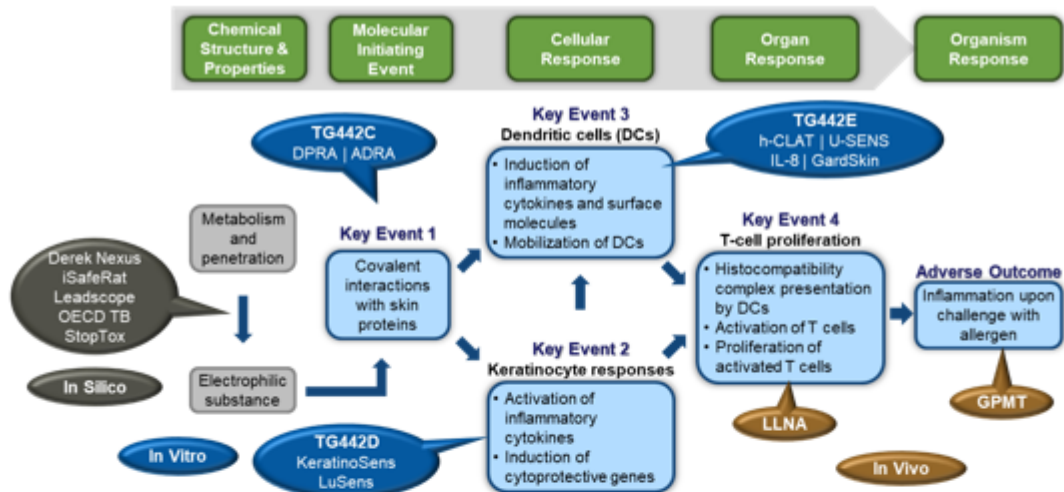 Chemical
Structure &
Properties
Molecular
Initiating
Event
Cellular
Response
Organ
Response
Organism
Response
TG442C
DPRA | ADRA
Key Event 3
Dendritic cells (DCs)
• Induction of
inflammatory
cytokines and surface
molecules
• Mobilization of DCs
TG442E
h-CLAT | U-SENS
IL-8 | GardSkin
Metabolism
and
penetration
Derek Nexus
iSafeRat
Leadscope
OECD TB
StopTox
In Silico
Electrophilic
substance
Key Event 1
Covalent
interactions
with skin
proteins
Key Event 4
T-cell proliferation
• Histocompatibility
complex presentation
by DCs
• Activation of T cells
• Proliferation of
activated T cells
Adverse Outcome
Inflammation upon
challenge with
allergen
GPMT
LLNA
Key Event 2
Keratinocyte responses
• Activation of
inflammatory
cytokines
• Induction of
cytoprotective genes
In Vitro
TG442D
KeratinoSens
LuSens
In Vivo